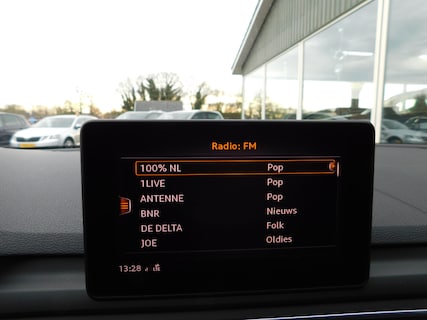 Radio: FM
100% NL Pop
1LIVE Pop
ANTENNE Pop
BNR Nieuws
DE DELTA Folk
JOE Oldies
13:28